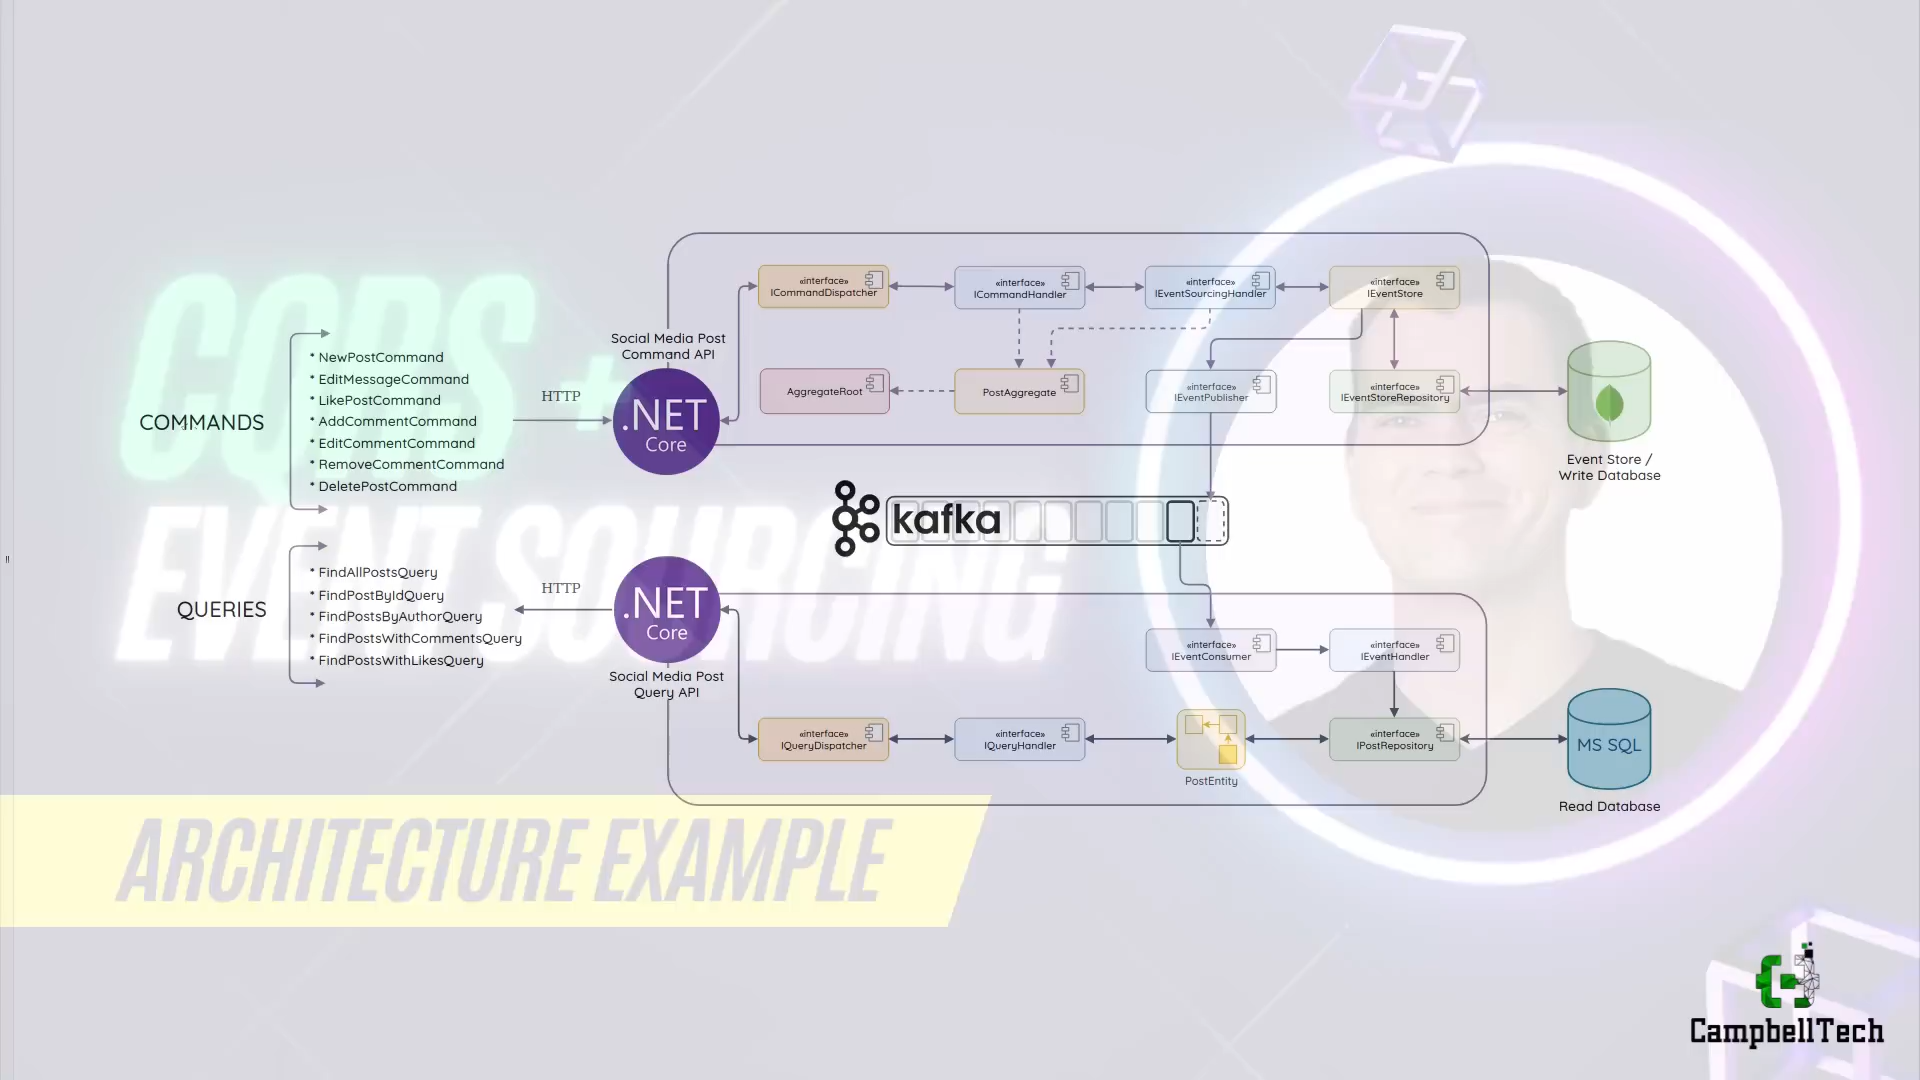 CQRS +
EVENT SOURCING
ARCHITECTURE EXAMPLE
COMMANDS
* NewPostCommand
* EditMessageCommand
* LikePostCommand
* AddCommentCommand
* EditCommentCommand
* RemoveCommentCommand
* DeletePostCommand
HTTP
Social Media Post
Command API
.NET
Core
«interface»
ICommandDispatcher
«interface»
ICommandHandler
«interface»
IEventSourcingHandler
«interface»
IEventStore
AggregateRoot
PostAggregate
«interface»
IEventPublisher
«interface»
IEventStoreRepository
Event Store /
Write Database
kafka
QUERIES
* FindAllPostsQuery
* FindPostByIdQuery
* FindPostsByAuthorQuery
* FindPostsWithCommentsQuery
* FindPostsWithLikesQuery
HTTP
.NET
Core
Social Media Post
Query API
«interface»
IEventConsumer
«interface»
IEventHandler
«interface»
IQueryDispatcher
«interface»
IQueryHandler
PostEntity
«interface»
IPostRepository
MS SQL
Read Database
CampbellTech